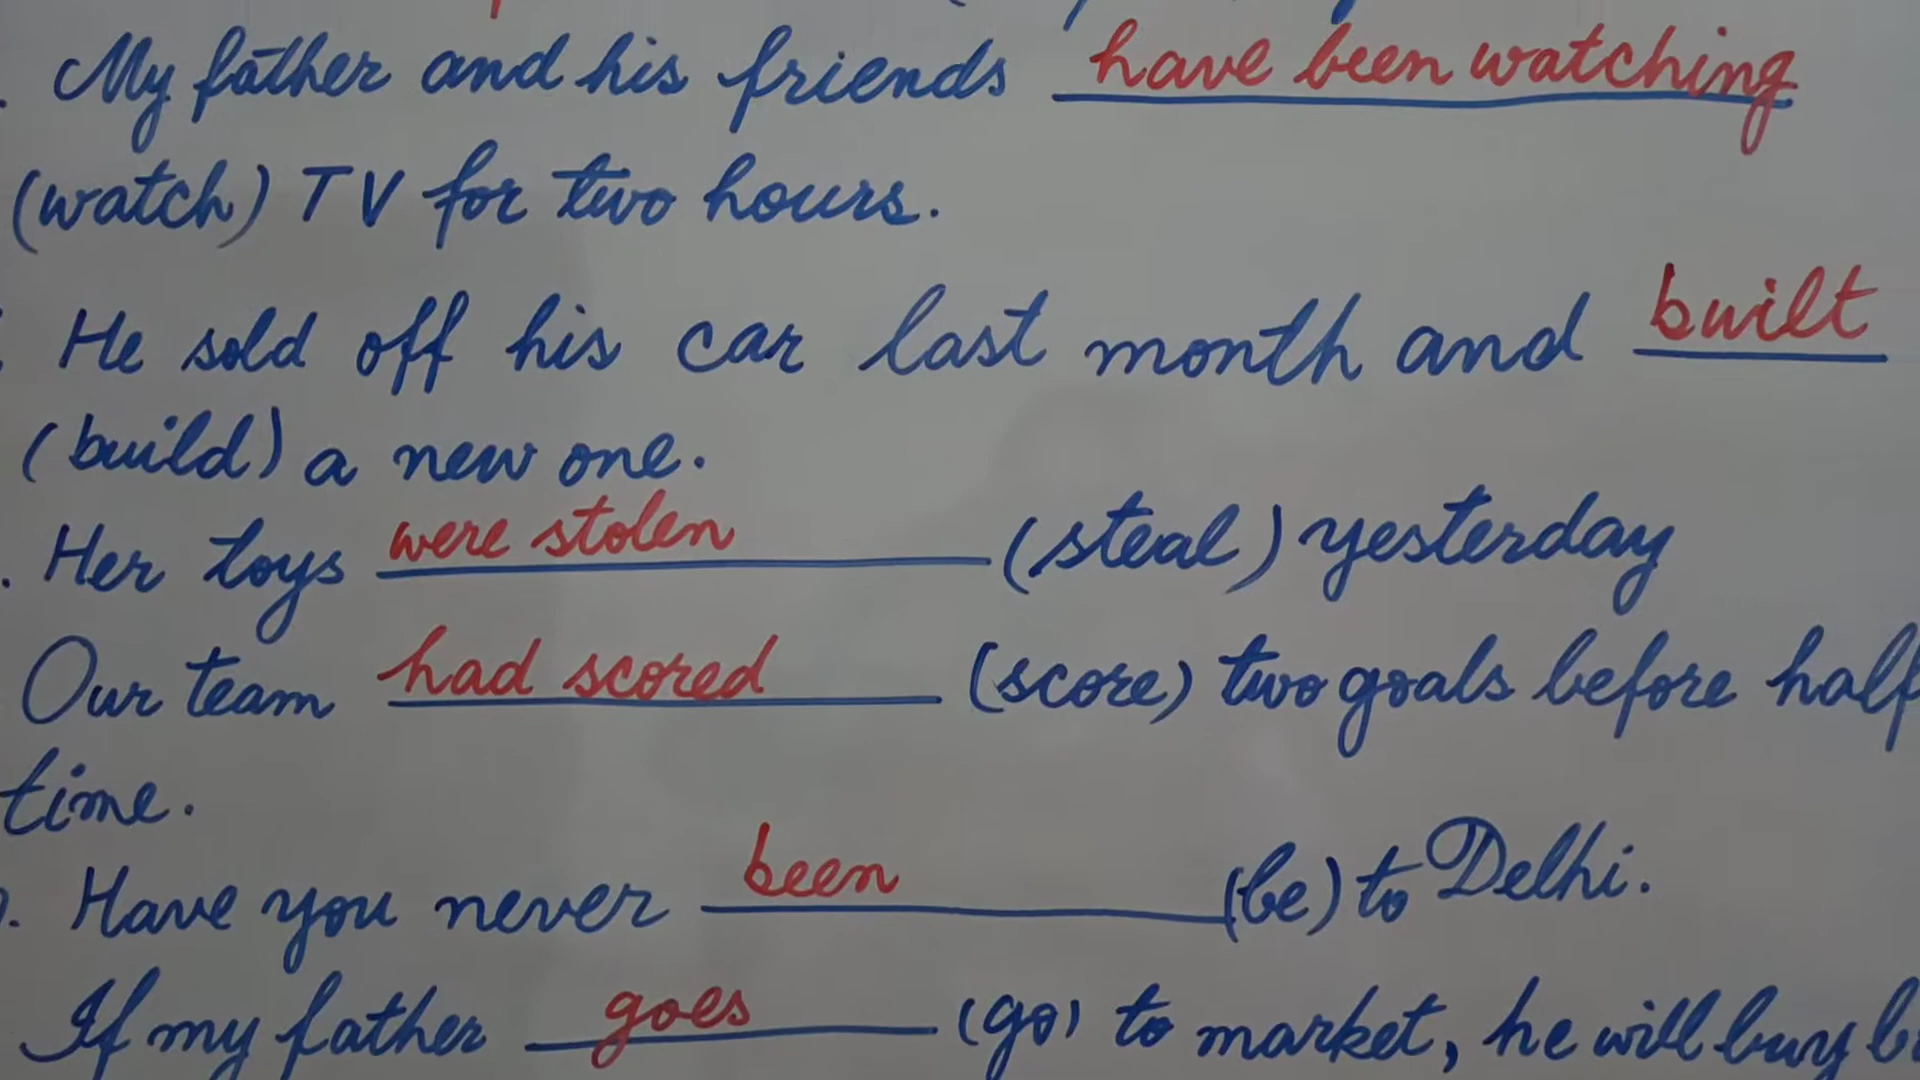 My father and his friends have been watching
(watch) TV for two hours.
He sold off his car last month and built
(build) a new one.
Her toys were stolen (steal) yesterday
Our team had scored (score) two goals before half
time.
Have you never been (be) to Delhi.
If my father goes (go) to market, he will buy